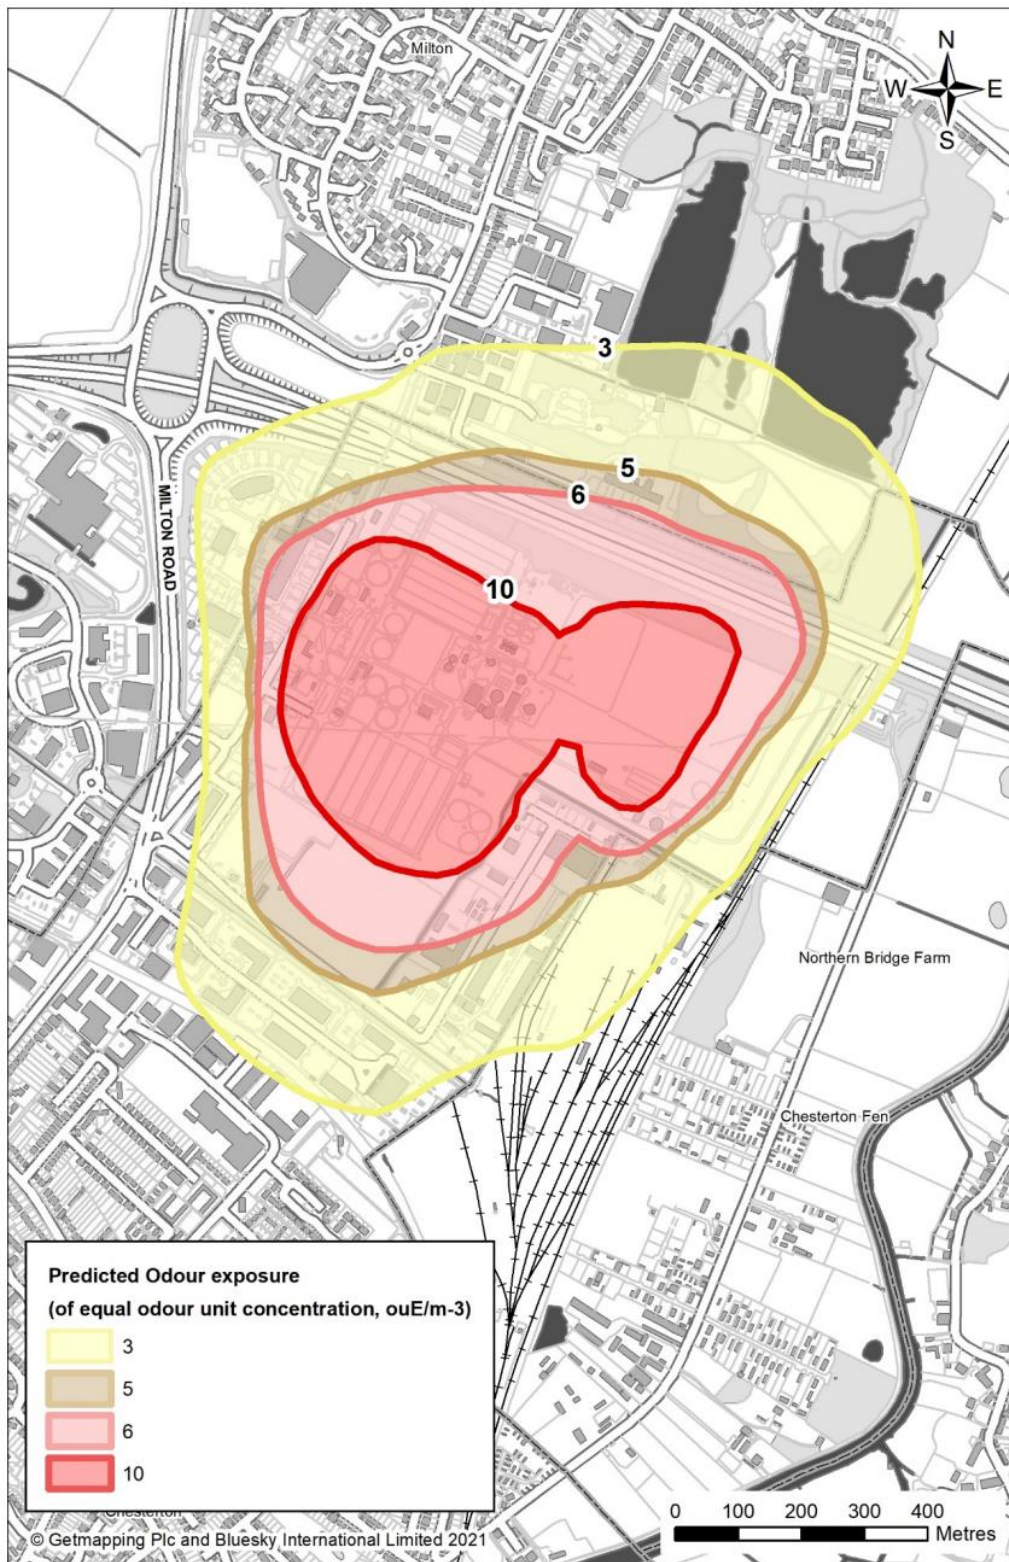 Milton
N
W E
S
3
5
6
MILTON ROAD
10
Northern Bridge Farm
Chesterton Fen
Predicted Odour exposure
(of equal odour unit concentration, ouE/m-3)
3
5
6
10
Chesterton
0 100 200 300 400
Metres
© Getmapping Plc and Bluesky International Limited 2021